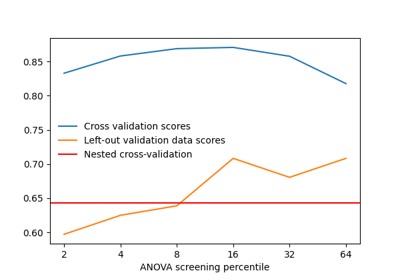 0.85
0.80
0.75
0.70
0.65
0.60
Cross validation scores
Left-out validation data scores
Nested cross-validation
2 4 8 16 32 64
ANOVA screening percentile